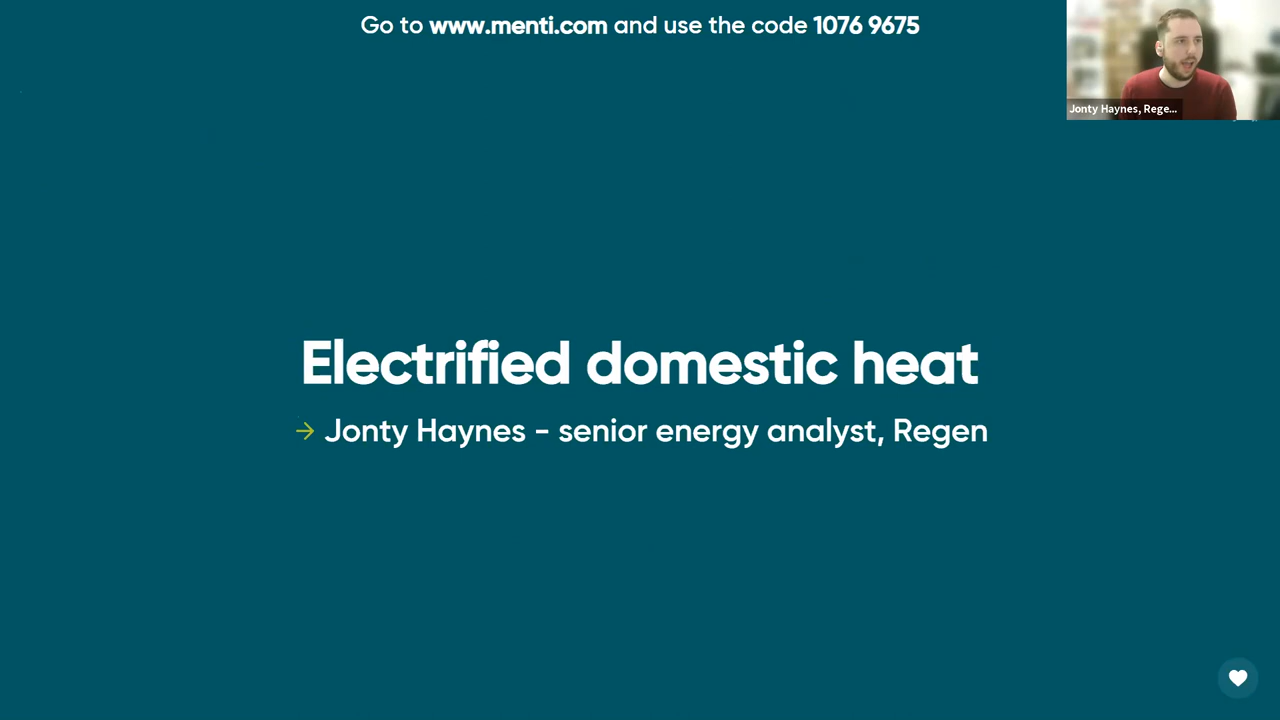 Go to www.menti.com and use the code 1076 9675
Jonty Haynes, Rege...
Electrified domestic heat
→ Jonty Haynes - senior energy analyst, Regen